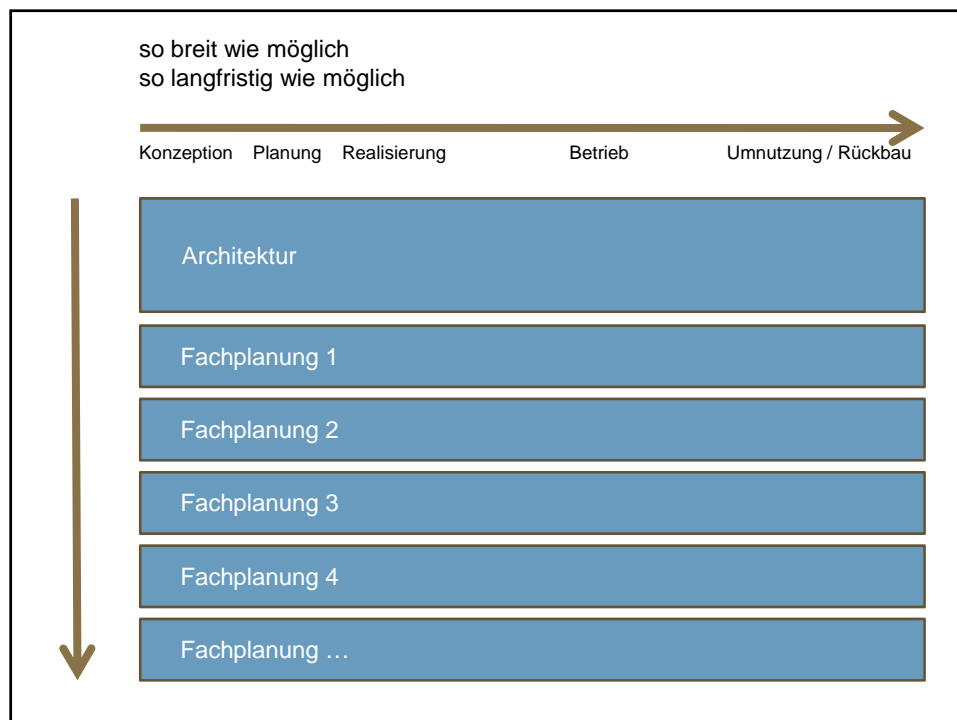 so breit wie möglich
so langfristig wie möglich
Konzeption Planung Realisierung Betrieb Umnutzung / Rückbau
Architektur
Fachplanung 1
Fachplanung 2
Fachplanung 3
Fachplanung 4
Fachplanung …